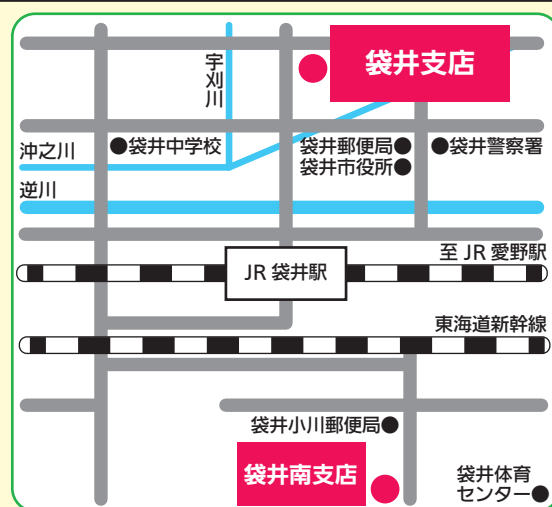 袋井支店
宇刈川
沖之川
●袋井中学校
袋井郵便局●
袋井市役所●
●袋井警察署
逆川
至 JR 愛野駅
JR 袋井駅
東海道新幹線
袋井小川郵便局●
袋井南支店
袋井体育
センター●